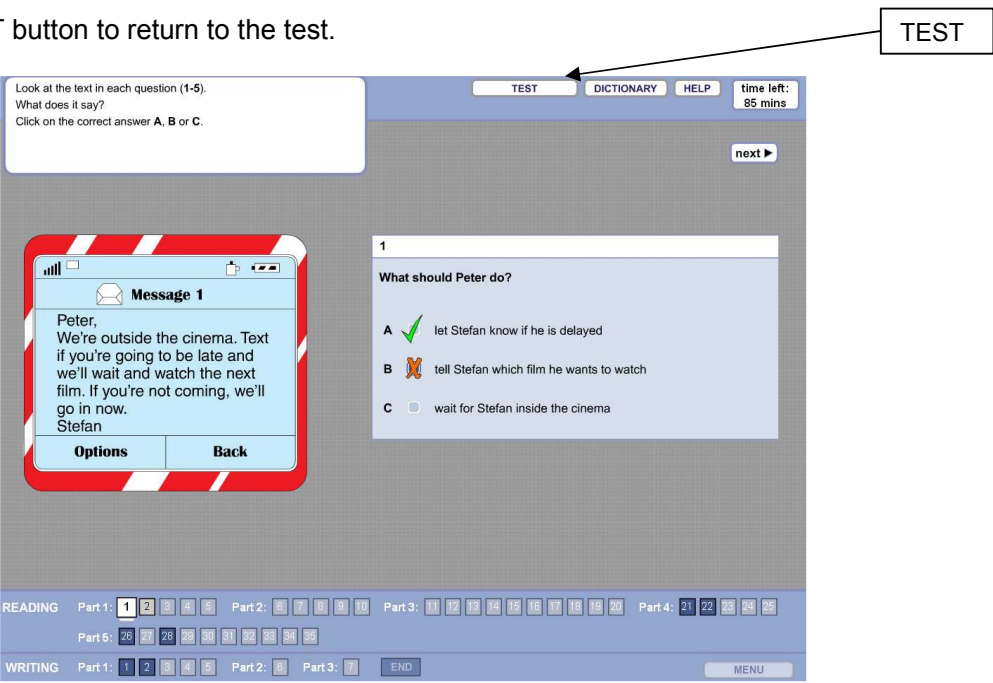 button to return to the test.
TEST
Look at the text in each question (1-5).
What does it say?
Click on the correct answer A, B or C.
TEST DICTIONARY HELP time left:
85 mins
next ►
Message 1
Peter,
We're outside the cinema. Text
if you're going to be late and
we'll wait and watch the next
film. If you're not coming, we'll
go in now.
Stefan
Options Back
1
What should Peter do?
A let Stefan know if he is delayed
B tell Stefan which film he wants to watch
C wait for Stefan inside the cinema
READING Part 1: 1 2 3 4 5 Part 2: 6 7 8 9 10 Part 3: 11 12 13 14 15 16 17 18 19 20 Part 4: 21 22 23 24 25
Part 5: 26 27 28 29 30 31 32 33 34 35
WRITING Part 1: 1 2 3 4 5 Part 2: 6 Part 3: 7 END MENU